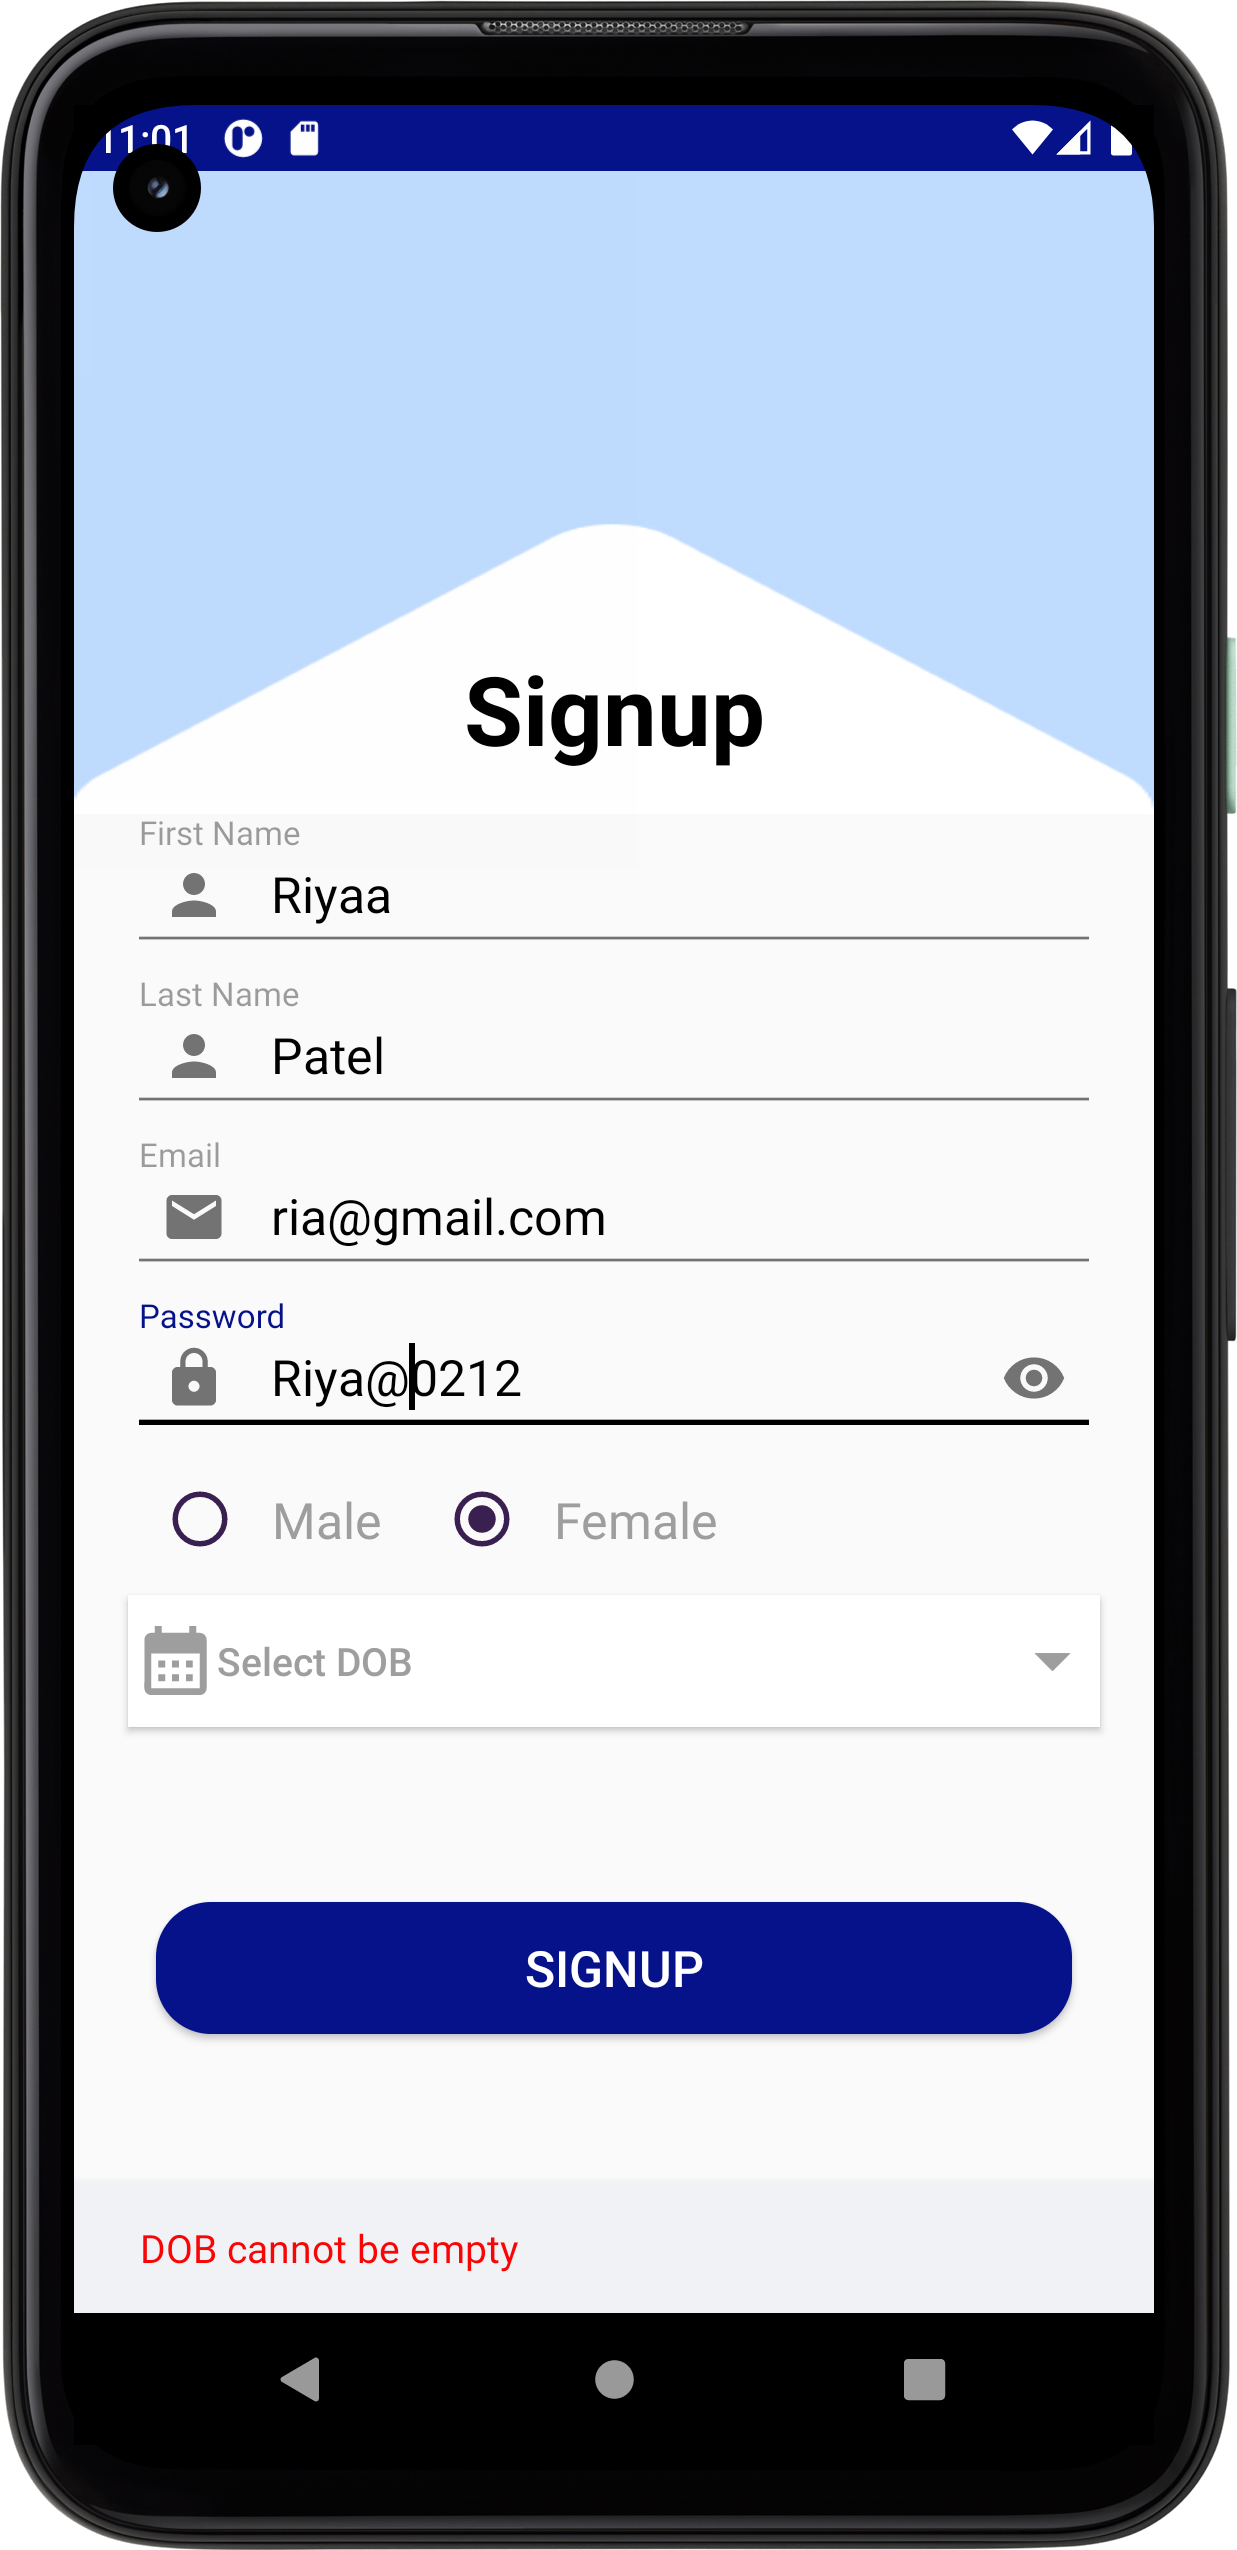 11:01
Signup
First Name
Riyaa
Last Name
Patel
Email
ria@gmail.com
Password
Riya@0212
Male Female
Select DOB
SIGNUP
DOB cannot be empty